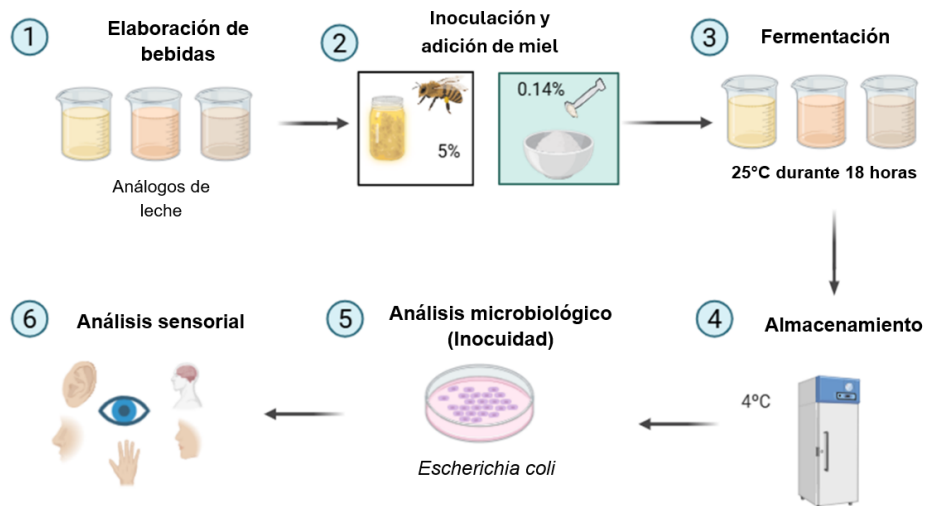 1
Elaboración de
bebidas
Análogos de
leche
2
Inoculación y
adición de miel
5%
0.14%
3
Fermentación
25°C durante 18 horas
4
Almacenamiento
4ºC
5
Análisis microbiológico
(Inocuidad)
Escherichia coli
6
Análisis sensorial